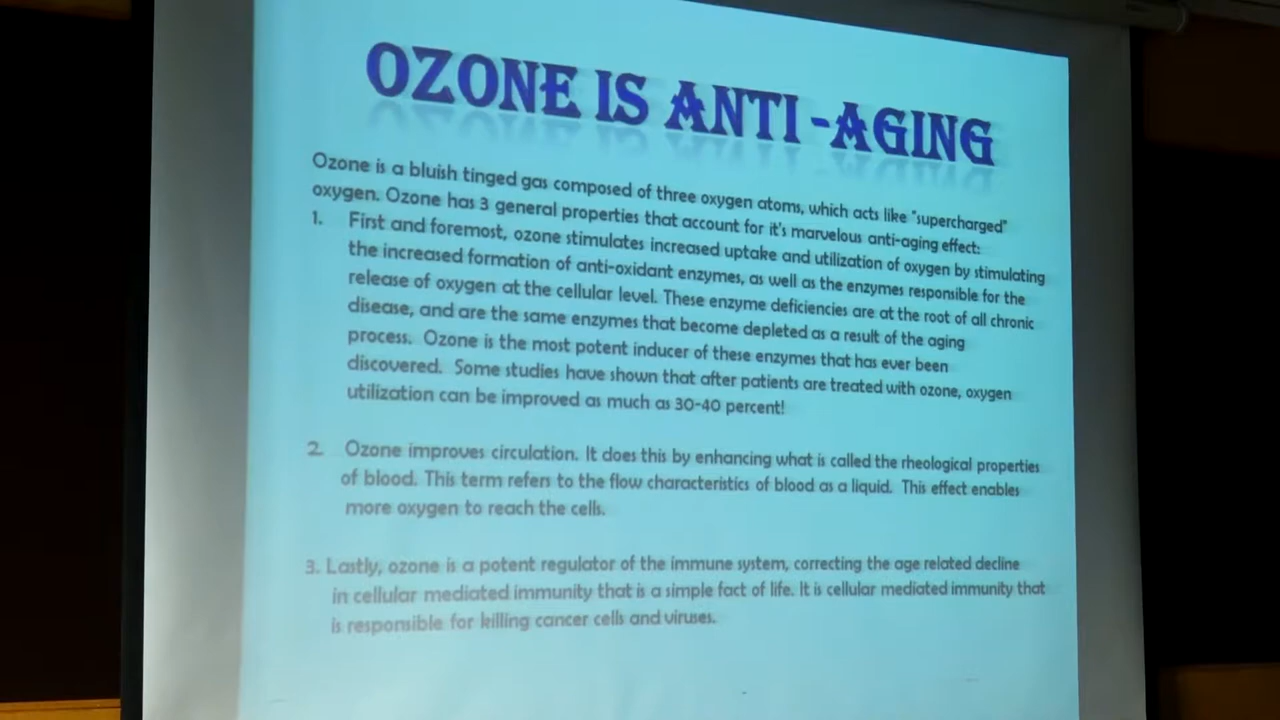 OZONE IS ANTI -AGING
Ozone is a bluish tinged gas composed of three oxygen atoms, which acts like "supercharged"
oxygen. Ozone has 3 general properties that account for it's marvelous anti-aging effect:
1. First and foremost, ozone stimulates increased uptake and utilization of oxygen by stimulating
the increased formation of anti-oxidant enzymes, as well as the enzymes responsible for the
release of oxygen at the cellular level. These enzyme deficiencies are at the root of all chronic
disease, and are the same enzymes that become depleted as a result of the aging
process. Ozone is the most potent inducer of these enzymes that has ever been
discovered. Some studies have shown that after patients are treated with ozone, oxygen
utilization can be improved as much as 30-40 percent!
2. Ozone improves circulation. It does this by enhancing what is called the rheological properties
of blood. This term refers to the flow characteristics of blood as a liquid. This effect enables
more oxygen to reach the cells.
3. Lastly, ozone is a potent regulator of the immune system, correcting the age related decline
in cellular mediated immunity that is a simple fact of life. It is cellular mediated immunity that
is responsible for killing cancer cells and viruses.